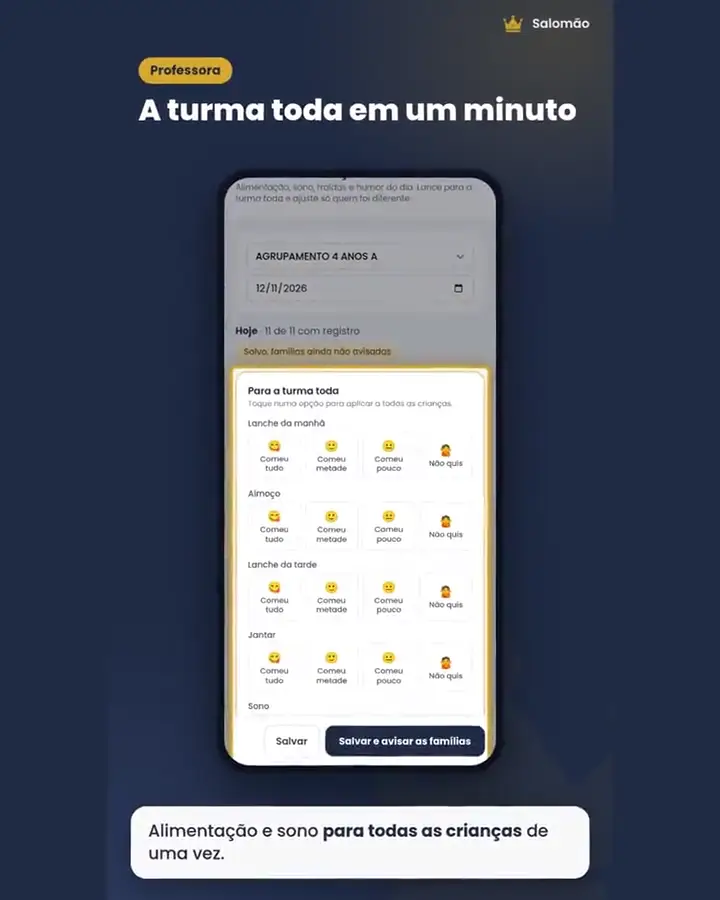 Salomão
Professora
A turma toda em um minuto
Alimentação, sono, fraldas e humor do dia. Lance para a
turma toda e ajuste só quem foi diferente.
AGRUPAMENTO 4 ANOS A
12/11/2026
Hoje 11 de 11 com registro
Salvo, famílias ainda não avisadas
Para a turma toda
Toque numa opção para aplicar a todas as crianças.
Lanche da manhã
Comeu tudo
Comeu metade
Comeu pouco
Não quis
Almoço
Comeu tudo
Comeu metade
Comeu pouco
Não quis
Lanche da tarde
Comeu tudo
Comeu metade
Comeu pouco
Não quis
Jantar
Comeu tudo
Comeu metade
Comeu pouco
Não quis
Sono
Salvar
Salvar e avisar as famílias
Alimentação e sono para todas as crianças de
uma vez.